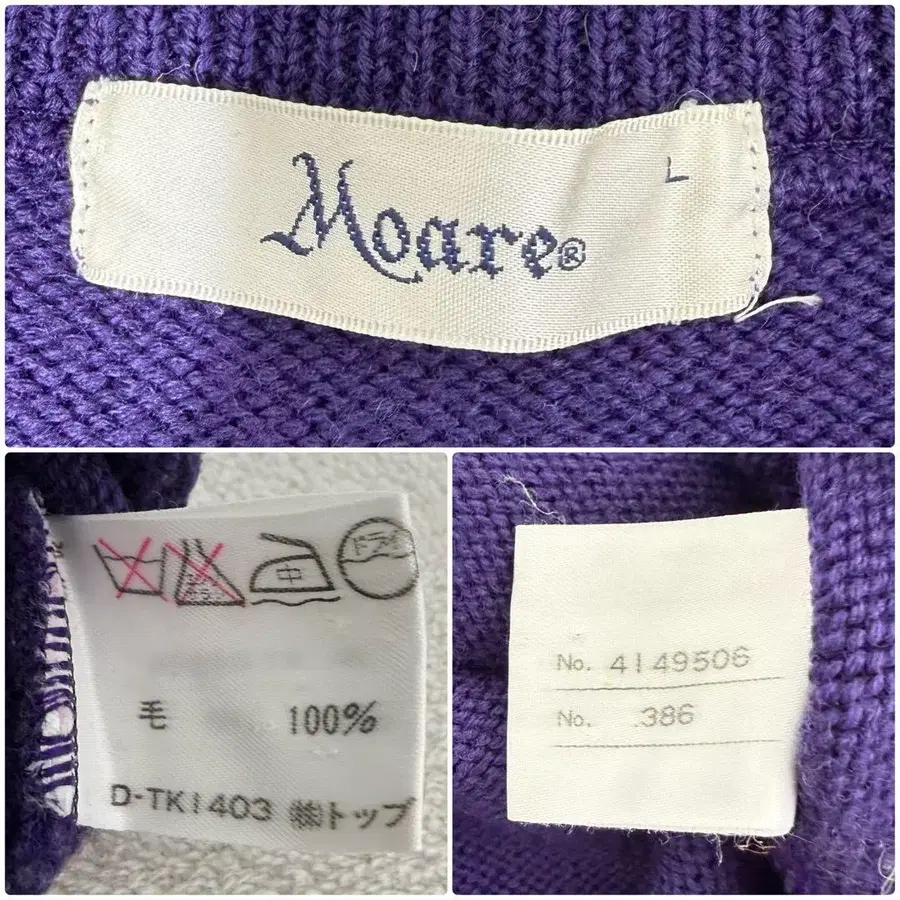 Moare®
L
中
ドライ
毛 100%
D-TK1403 ㈱トップ
No. 4149506
No. 386